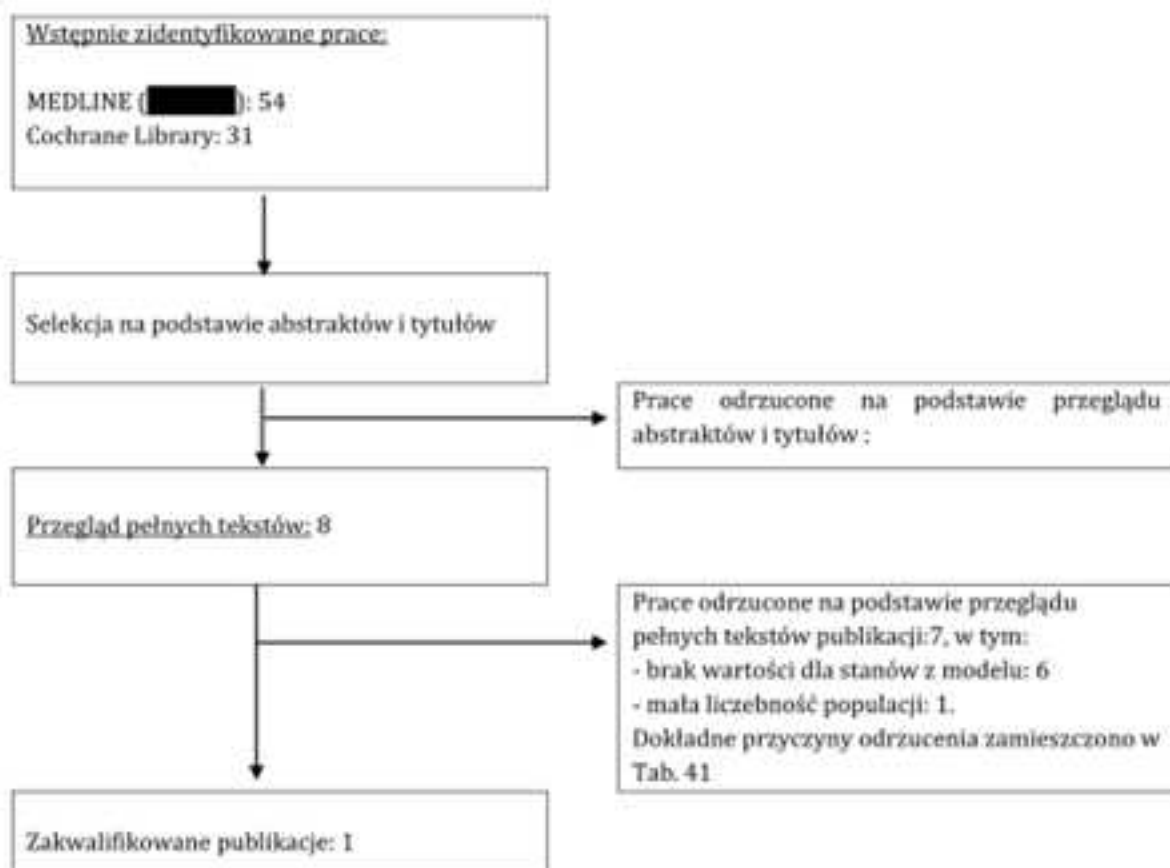 Wstępnie zidentyfikowane prace:
MEDLINE (): 54
Cochrane Library: 31
Selekcja na podstawie abstraktów i tytułów
Prace odrzucone na podstawie przeglądu
abstraktów i tytułów :
Przegląd pełnych tekstów: 8
Prace odrzucone na podstawie przeglądu
pełnych tekstów publikacji:7, w tym:
- brak wartości dla stanów z modelu: 6
- mała liczebność populacji: 1.
Dokładne przyczyny odrzucenia zamieszczono w
Tab. 41
Zakwalifikowane publikacje: 1